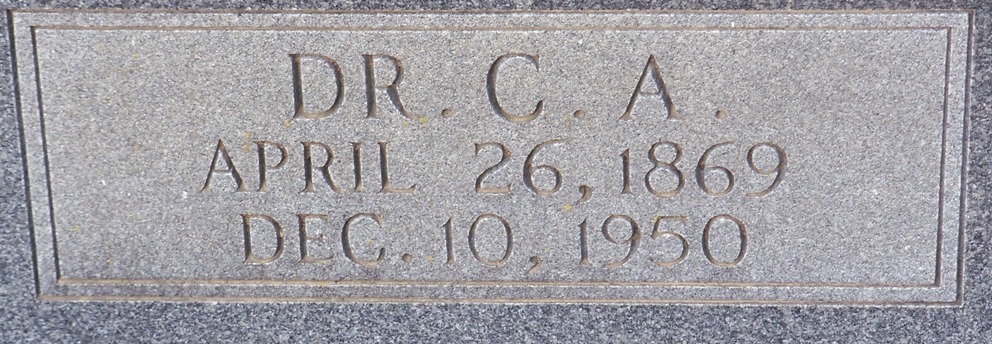 DR. C. A.
APRIL 26, 1869
DEC. 10, 1950